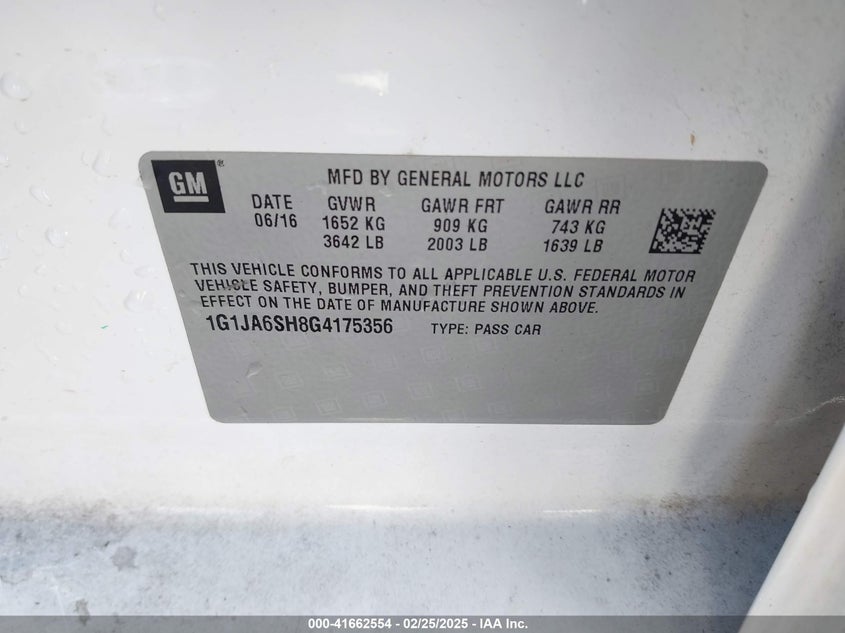 GM®
MFD BY GENERAL MOTORS LLC
DATE GVWR GAWR FRT GAWR RR
06/16 1652 KG 909 KG 743 KG
3642 LB 2003 LB 1639 LB
THIS VEHICLE CONFORMS TO ALL APPLICABLE U.S. FEDERAL MOTOR
VEHICLE SAFETY, BUMPER, AND THEFT PREVENTION STANDARDS IN
EFFECT ON THE DATE OF MANUFACTURE SHOWN ABOVE.
1G1JA6SH8G4175356 TYPE: PASS CAR
000-41662554 - 02/25/2025 - IAA Inc.